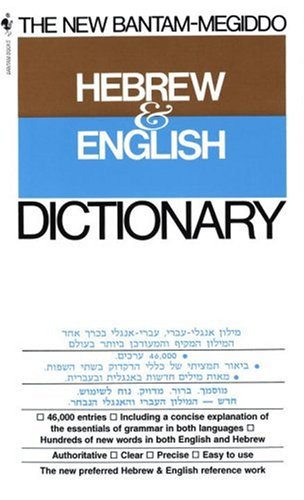 BANTAM BOOKS
THE NEW BANTAM-MEGIDDO
HEBREW
&
ENGLISH
DICTIONARY
מילון אנגלי-עברי, עברי-אנגלי בכרך אחד
המילון המקיף והמעודכן ביותר בעולם
• 46,000 ערכים.
• ביאור תמציתי של כללי הדקדוק בשתי השפות.
• מאות מילים חדשות באנגלית ובעברית.
מוסמך. ברור. מדויק. נוח לשימוש.
חדש — המילון העברי והאנגלי הנבחר.
□ 46,000 entries □ Including a concise explanation of
the essentials of grammar in both languages □
Hundreds of new words in both English and Hebrew
Authoritative □ Clear □ Precise □ Easy to use
The new preferred Hebrew & English reference work